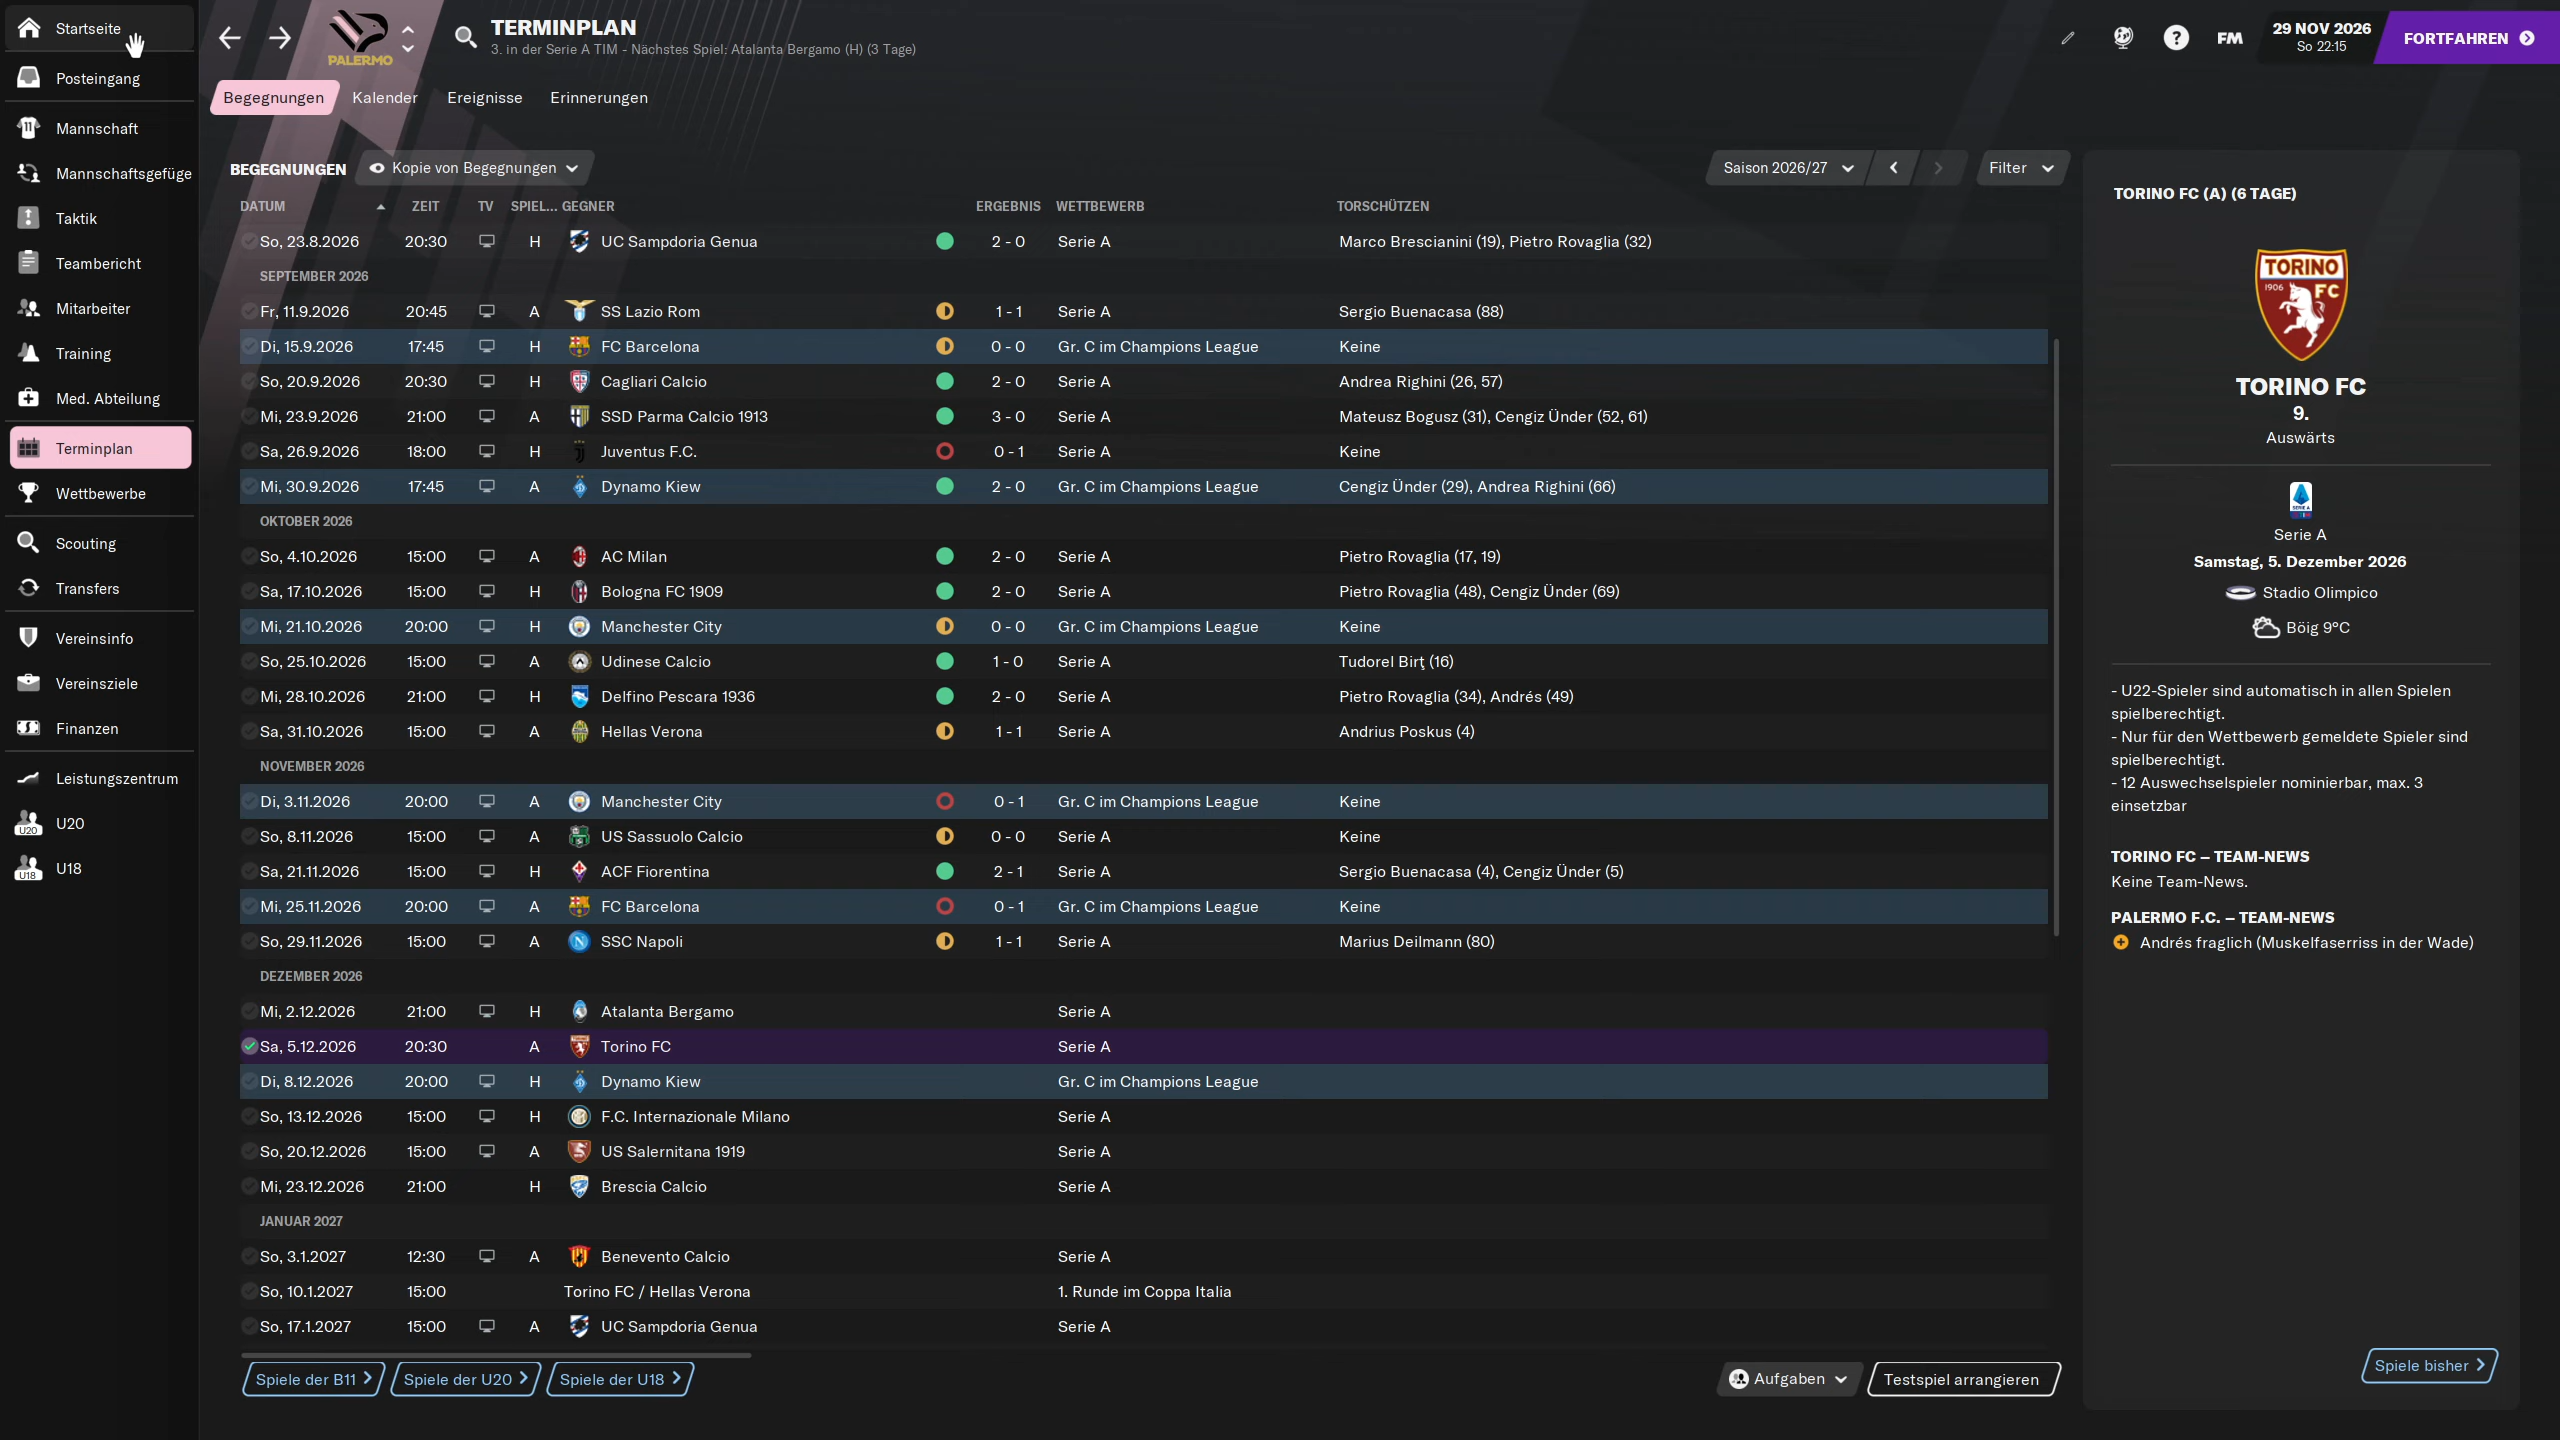 Startseite
Posteingang
Mannschaft
Mannschaftsgefüge
Taktik
Teambericht
Mitarbeiter
Training
Med. Abteilung
Terminplan
Wettbewerbe
Scouting
Transfers
Vereinsinfo
Vereinsziele
Finanzen
Leistungszentrum
U20 U20
U18 U18
PALERMO
TERMINPLAN
3. in der Serie A TIM - Nächstes Spiel: Atalanta Bergamo (H) (3 Tage)
FM
29 NOV 2026
So 22:15
FORTFAHREN
Begegnungen Kalender Ereignisse Erinnerungen
BEGEGNUNGEN Kopie von Begegnungen Saison 2026/27 Filter
DATUM ZEIT TV SPIEL... GEGNER ERGEBNIS WETTBEWERB TORSCHÜTZEN
So, 23.8.2026 20:30 H UC Sampdoria Genua 2 - 0 Serie A Marco Brescianini (19), Pietro Rovaglia (32)
SEPTEMBER 2026
Fr, 11.9.2026 20:45 A SS Lazio Rom 1 - 1 Serie A Sergio Buenacasa (88)
Di, 15.9.2026 17:45 H FC Barcelona 0 - 0 Gr. C im Champions League Keine
So, 20.9.2026 20:30 H Cagliari Calcio 2 - 0 Serie A Andrea Righini (26, 57)
Mi, 23.9.2026 21:00 A SSD Parma Calcio 1913 3 - 0 Serie A Mateusz Bogusz (31), Cengiz Ünder (52, 61)
Sa, 26.9.2026 18:00 H Juventus F.C. 0 - 1 Serie A Keine
Mi, 30.9.2026 17:45 A Dynamo Kiew 2 - 0 Gr. C im Champions League Cengiz Ünder (29), Andrea Righini (66)
OKTOBER 2026
So, 4.10.2026 15:00 A AC Milan 2 - 0 Serie A Pietro Rovaglia (17, 19)
Sa, 17.10.2026 15:00 H Bologna FC 1909 2 - 0 Serie A Pietro Rovaglia (48), Cengiz Ünder (69)
Mi, 21.10.2026 20:00 H Manchester City 0 - 0 Gr. C im Champions League Keine
So, 25.10.2026 15:00 A Udinese Calcio 1 - 0 Serie A Tudorel Birţ (16)
Mi, 28.10.2026 21:00 H Delfino Pescara 1936 2 - 0 Serie A Pietro Rovaglia (34), Andrés (49)
Sa, 31.10.2026 15:00 A Hellas Verona 1 - 1 Serie A Andrius Poskus (4)
NOVEMBER 2026
Di, 3.11.2026 20:00 A Manchester City 0 - 1 Gr. C im Champions League Keine
So, 8.11.2026 15:00 A US Sassuolo Calcio 0 - 0 Serie A Keine
Sa, 21.11.2026 15:00 H ACF Fiorentina 2 - 1 Serie A Sergio Buenacasa (4), Cengiz Ünder (5)
Mi, 25.11.2026 20:00 A FC Barcelona 0 - 1 Gr. C im Champions League Keine
So, 29.11.2026 15:00 A SSC Napoli 1 - 1 Serie A Marius Deilmann (80)
DEZEMBER 2026
Mi, 2.12.2026 21:00 H Atalanta Bergamo Serie A
Sa, 5.12.2026 20:30 A Torino FC Serie A
Di, 8.12.2026 20:00 H Dynamo Kiew Gr. C im Champions League
So, 13.12.2026 15:00 H F.C. Internazionale Milano Serie A
So, 20.12.2026 15:00 A US Salernitana 1919 Serie A
Mi, 23.12.2026 21:00 H Brescia Calcio Serie A
JANUAR 2027
So, 3.1.2027 12:30 A Benevento Calcio Serie A
So, 10.1.2027 15:00 Torino FC / Hellas Verona 1. Runde im Coppa Italia
So, 17.1.2027 15:00 A UC Sampdoria Genua Serie A
Spiele der B11 Spiele der U20 Spiele der U18 Aufgaben Testspiel arrangieren
TORINO FC (A) (6 TAGE)
TORINO
1906 FC
TORINO FC
9.
Auswärts
SERIE A
Serie A
Samstag, 5. Dezember 2026
Stadio Olimpico
Böig 9°C
- U22-Spieler sind automatisch in allen Spielen
spielberechtigt.
- Nur für den Wettbewerb gemeldete Spieler sind
spielberechtigt.
- 12 Auswechselspieler nominierbar, max. 3
einsetzbar
TORINO FC – TEAM-NEWS
Keine Team-News.
PALERMO F.C. – TEAM-NEWS
Andrés fraglich (Muskelfaserriss in der Wade)
Spiele bisher